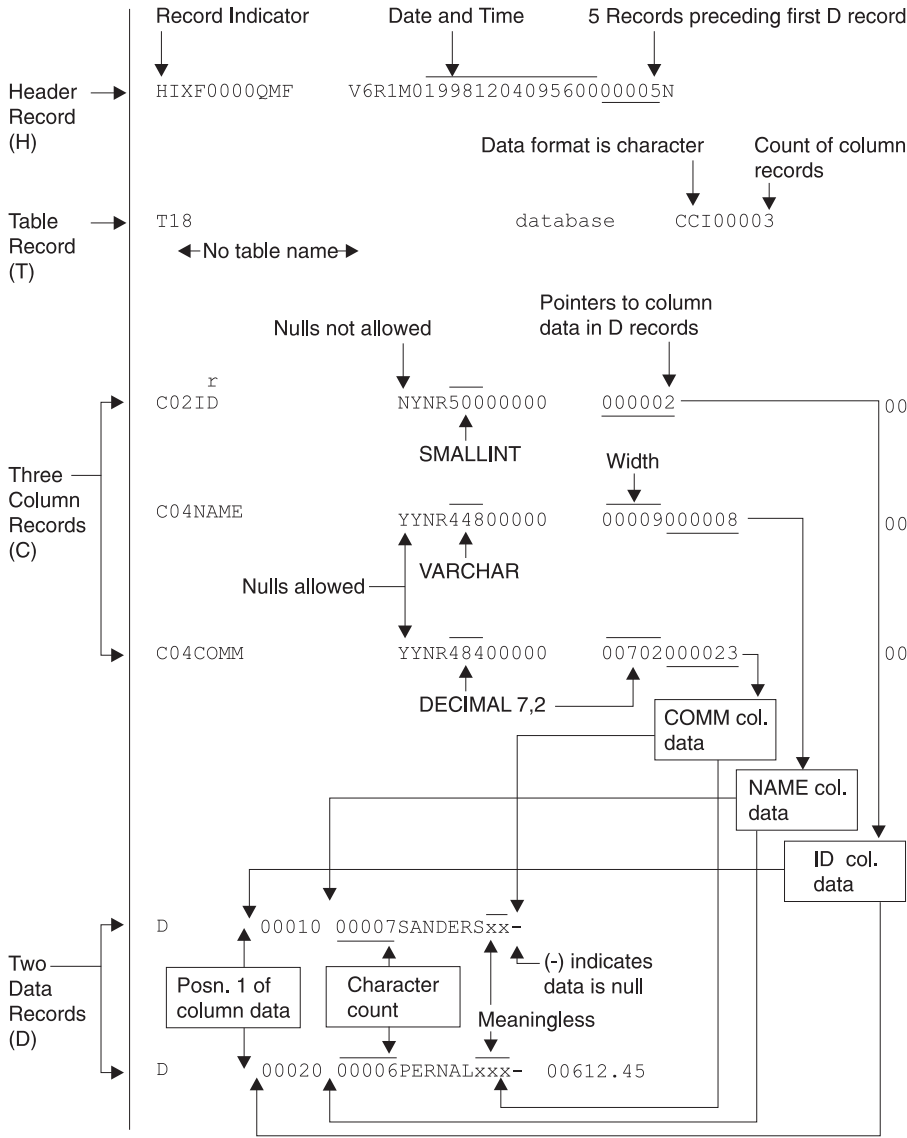 Record Indicator Date and Time 5 Records preceding first D record
Header
Record
(H)
HIXF0000QMF V6R1M01998120409560000005N
Data format is character
Count of column
records
Table
Record
(T)
T18 database CCI00003
No table name
Nulls not allowed
Pointers to column
data in D records
r
C02ID NYNR50000000 000002 00
SMALLINT
Width
Three
Column
Records
(C)
C04NAME
YYNR44800000 00009000008 00
VARCHAR
Nulls allowed
C04COMM YYNR48400000 00702000023 00
DECIMAL 7,2
COMM col.
data
NAME col.
data
ID col.
data
D 00010 00007SANDERSxx-
Two
Data
Records
(D)
Posn. 1 of
column data
Character
count
(-) indicates
data is null
Meaningless
D 00020 00006PERNALxxx- 00612.45